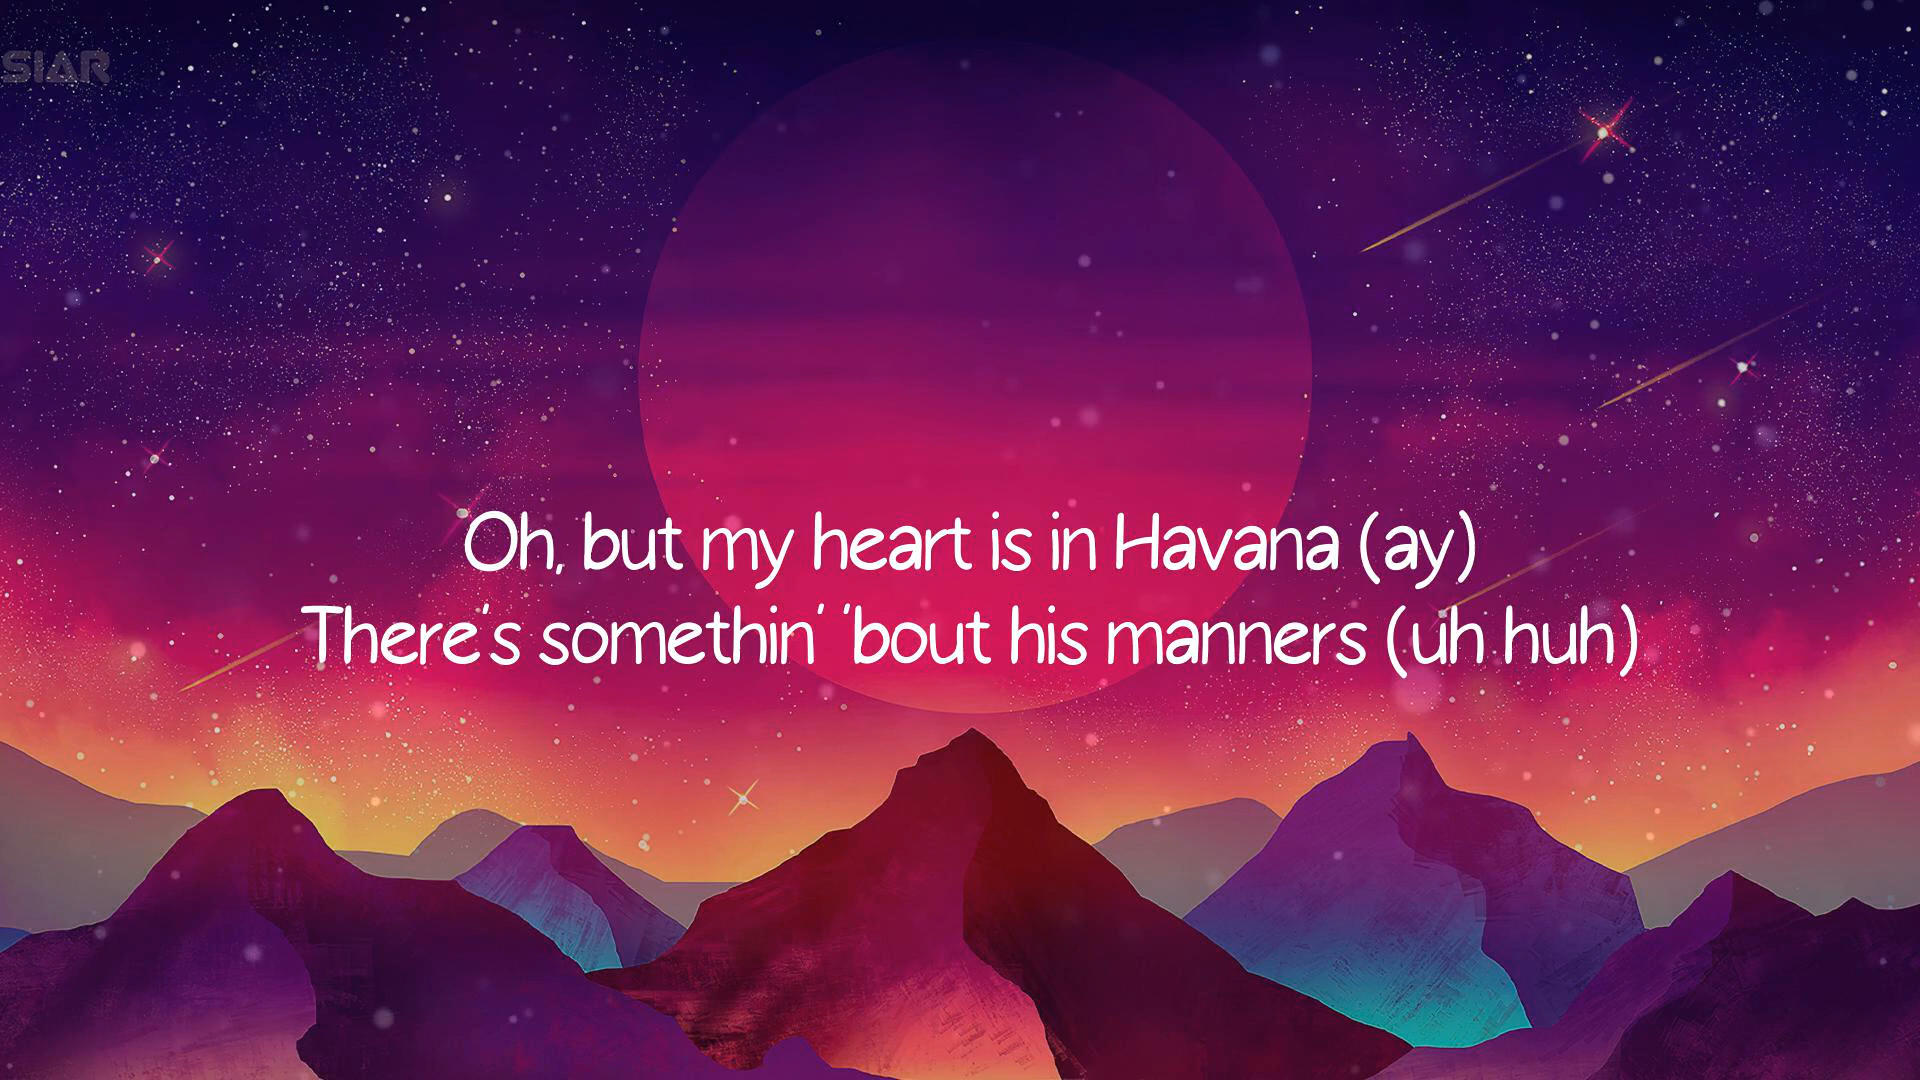 SIAR
Oh, but my heart is in Havana (ay)
There's somethin' 'bout his manners (uh huh)